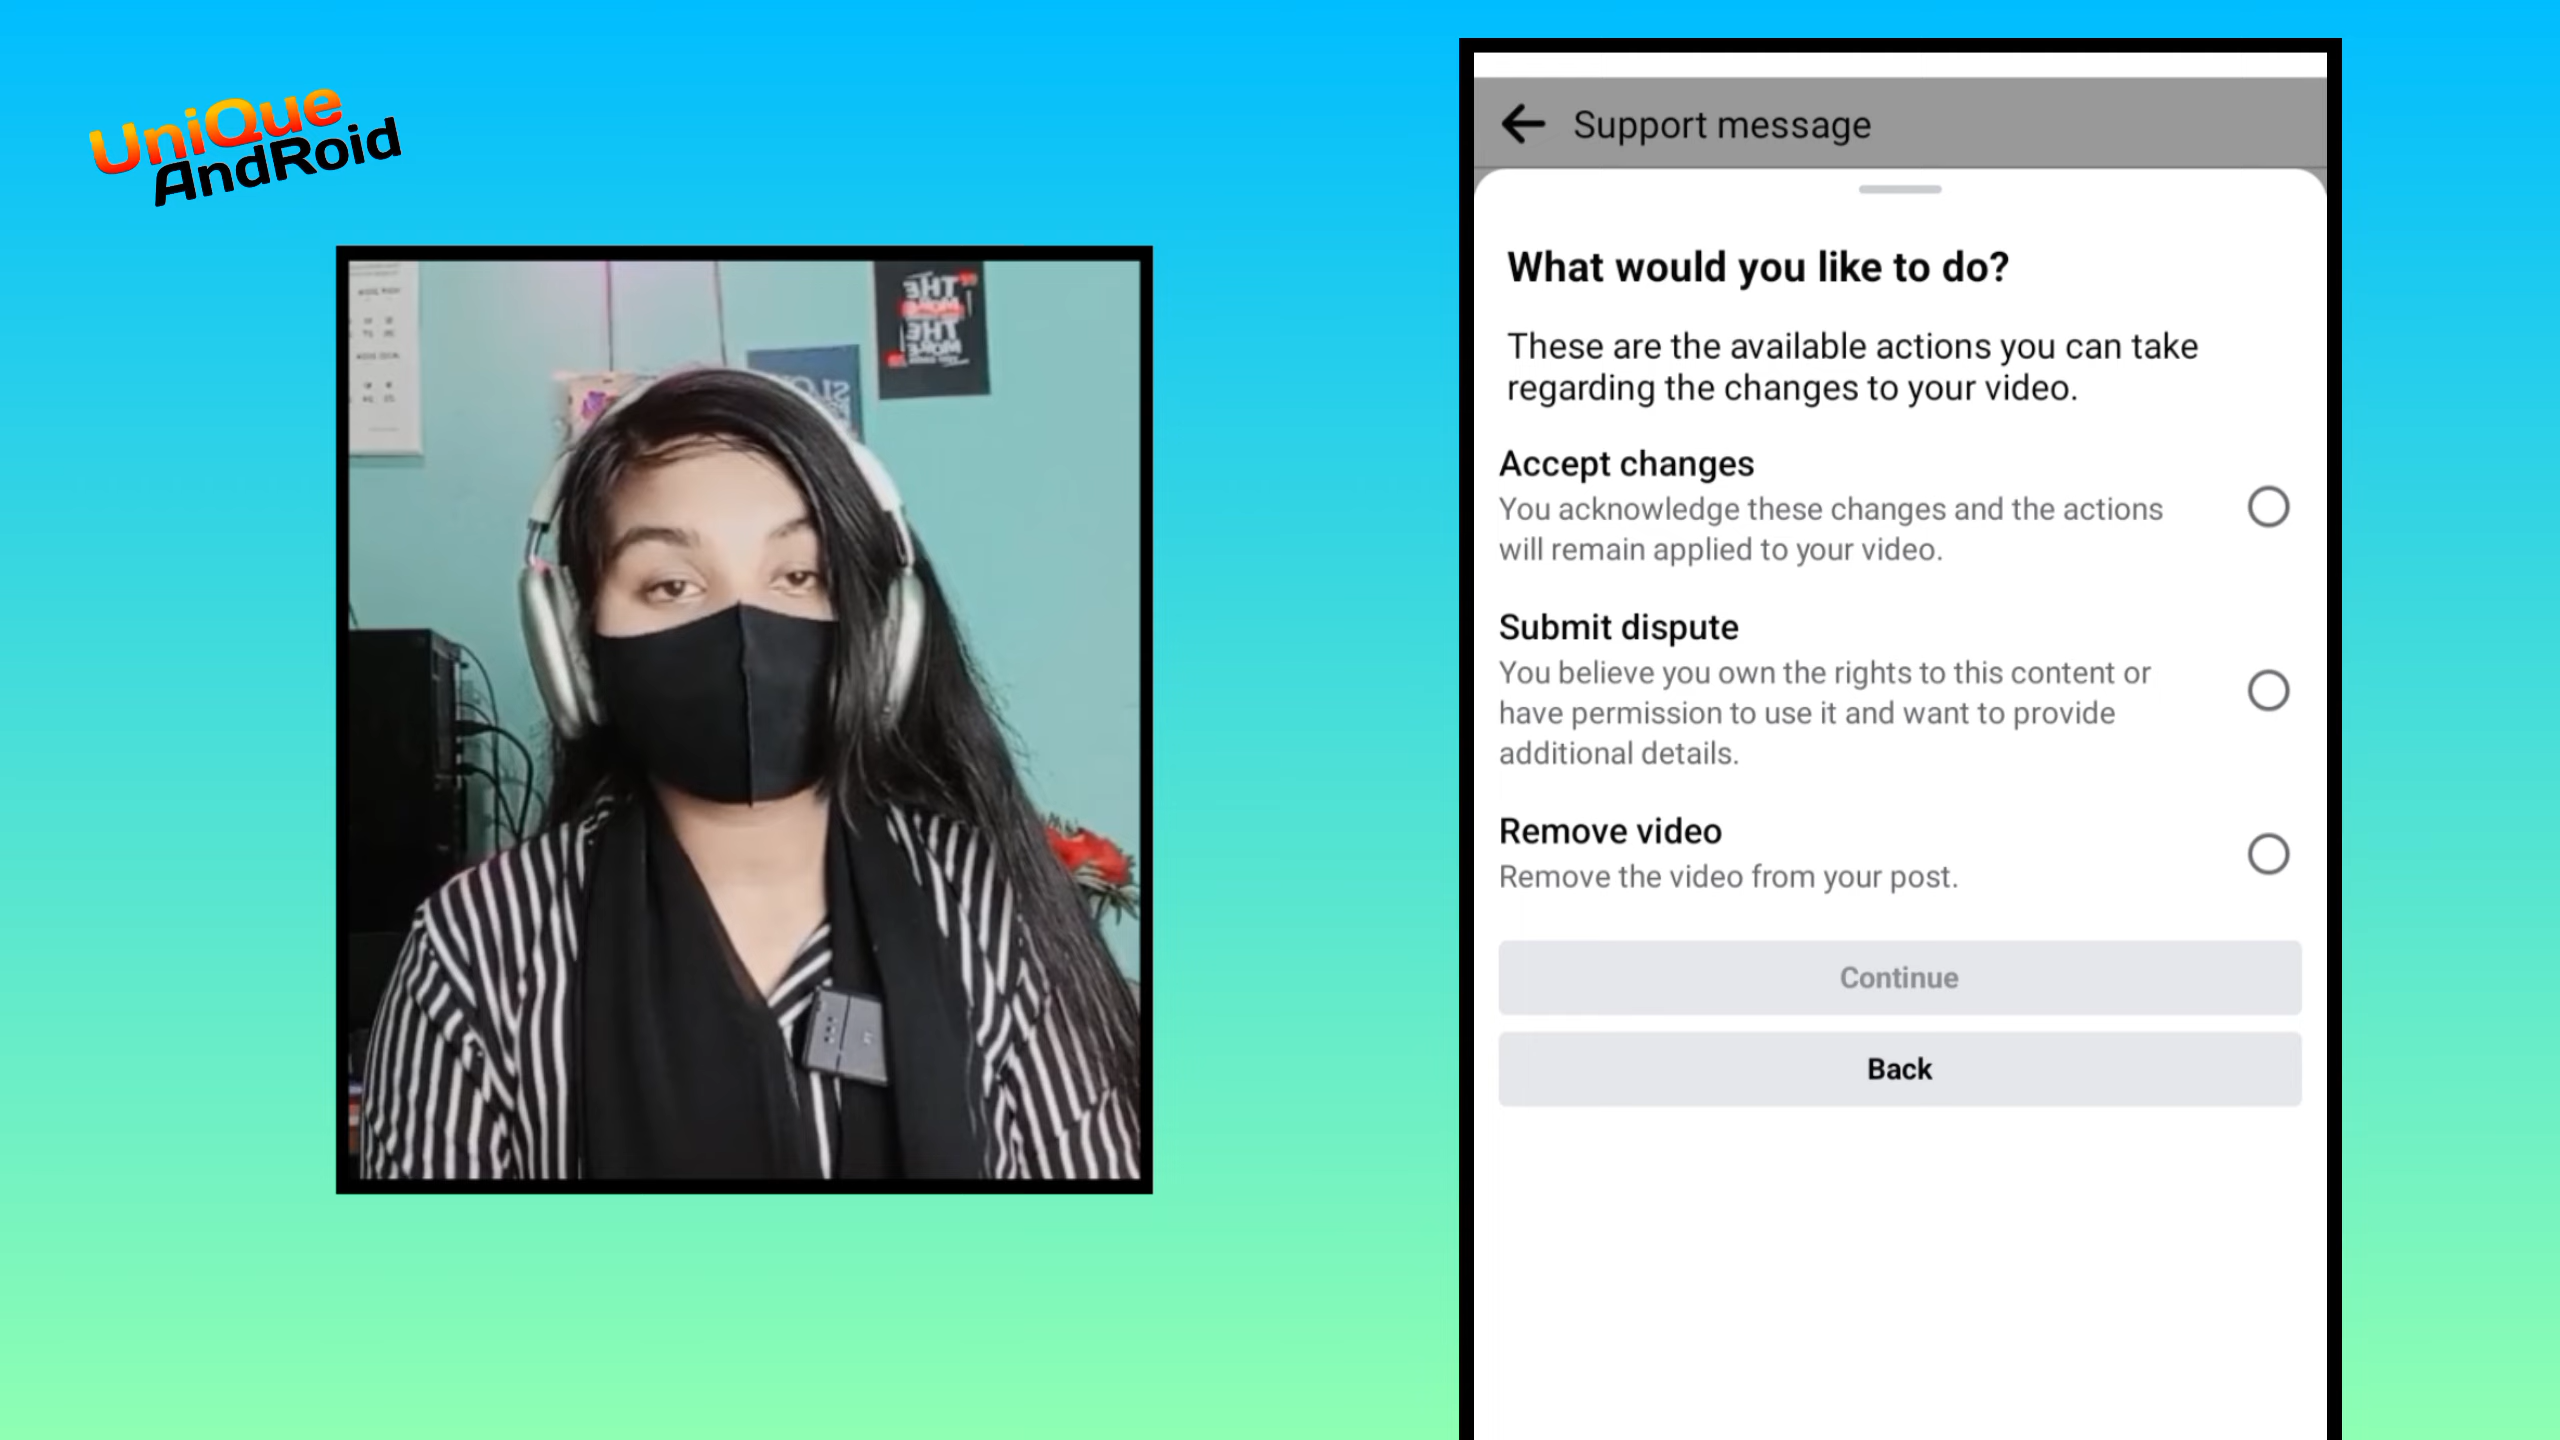 UniQue
AndRoid
Support message
What would you like to do?
These are the available actions you can take
regarding the changes to your video.
Accept changes
You acknowledge these changes and the actions
will remain applied to your video.
Submit dispute
You believe you own the rights to this content or
have permission to use it and want to provide
additional details.
Remove video
Remove the video from your post.
Continue
Back